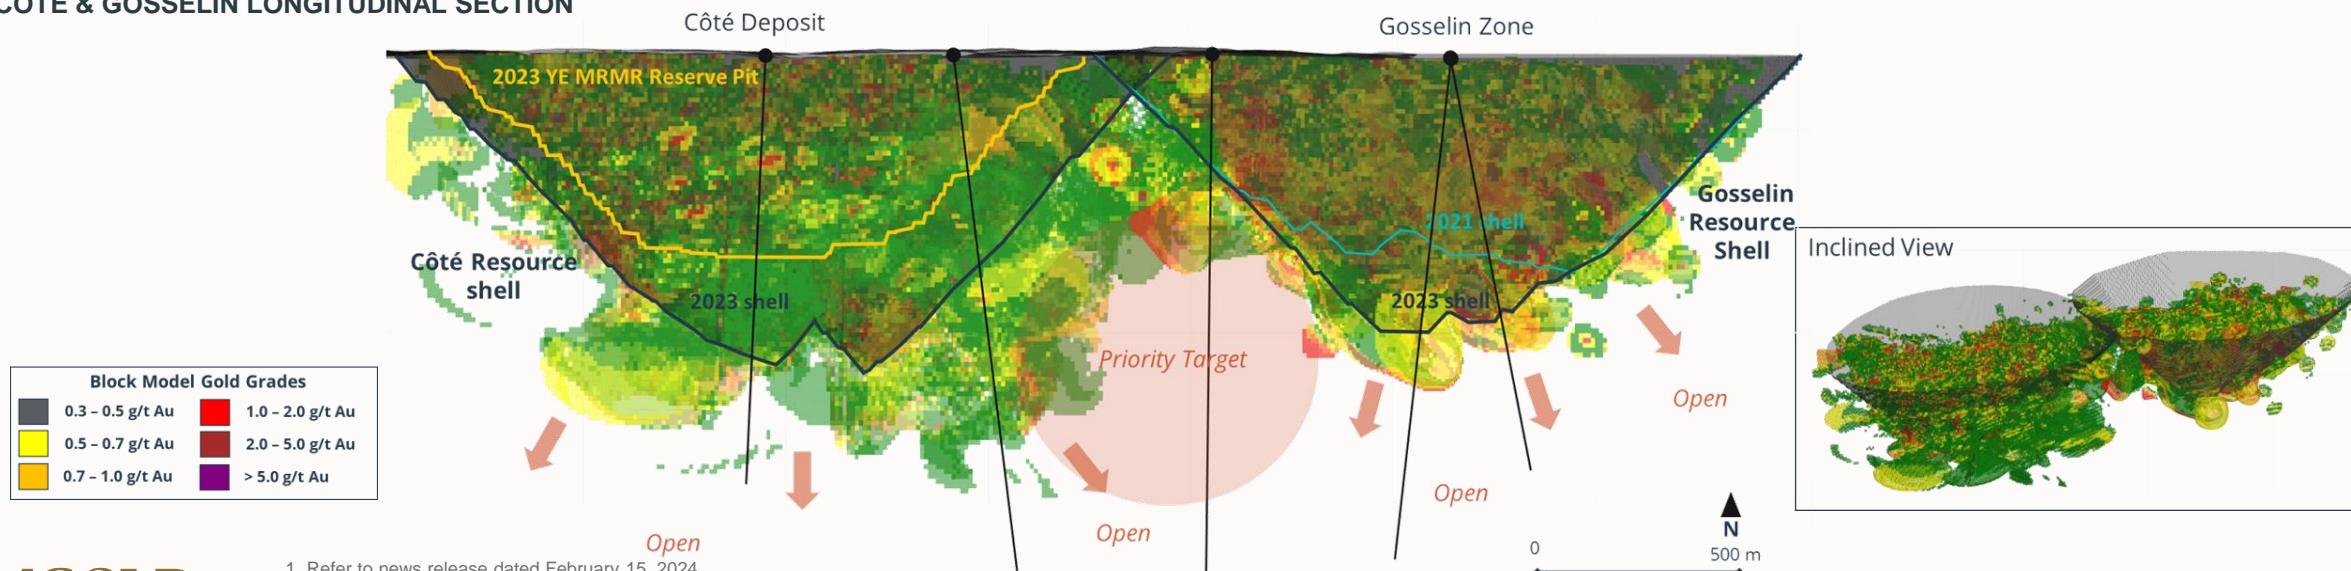 CÔTÉ & GOSSELIN LONGITUDINAL SECTION
Côté Deposit
Gosselin Zone
2023 YE MRMR Reserve Pit
Gosselin
Resource
Shell
2021 shell
Côté Resource
shell
2023 shell
2023 shell
Priority Target
Open
Open
Open
Open
Inclined View
Block Model Gold Grades
0.3 – 0.5 g/t Au
1.0 – 2.0 g/t Au
0.5 – 0.7 g/t Au
2.0 – 5.0 g/t Au
0.7 – 1.0 g/t Au
> 5.0 g/t Au
N
0
500 m
1. Refer to news release dated February 15, 2024